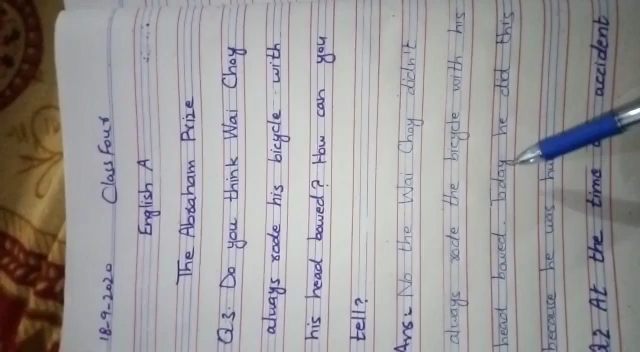 18-9-2020 Class Four
English A
The Abraham Prize
Q3. Do you think Wai Choy
always rode his bicycle with
his head bowed? How can you
tell?
Ans:- No the Wai Choy didn't
always rode the bicycle with his
head bowed Today he did this
because he was
Q.2 At the time accident